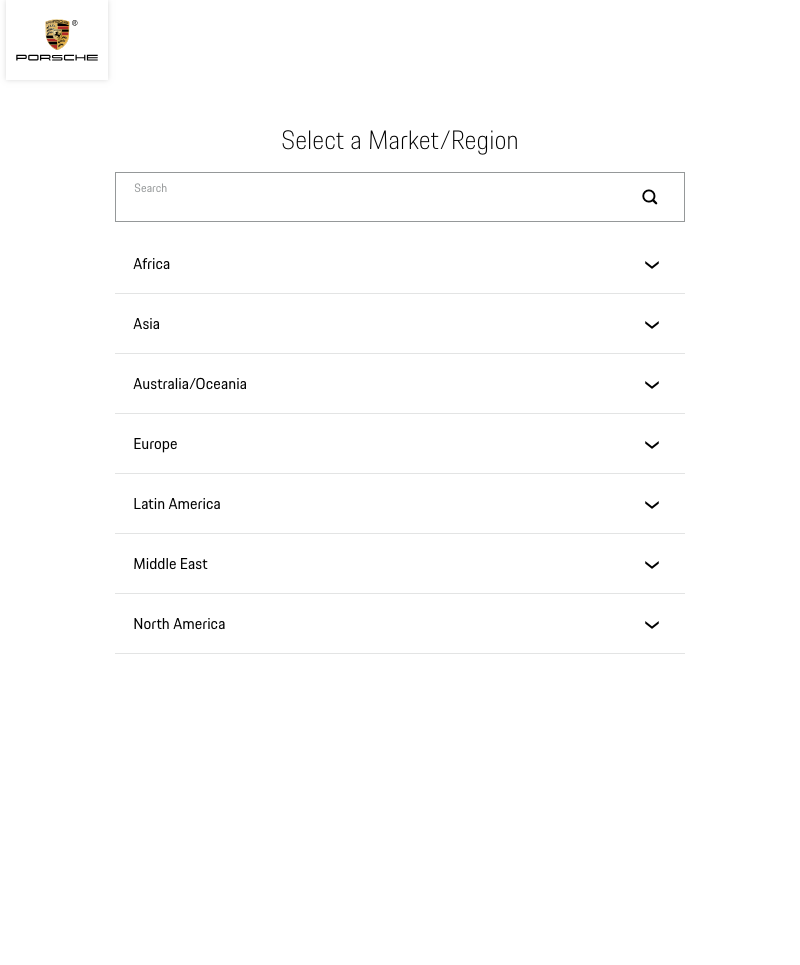 PORSCHE®
Select a Market/Region
Search
Africa
Asia
Australia/Oceania
Europe
Latin America
Middle East
North America